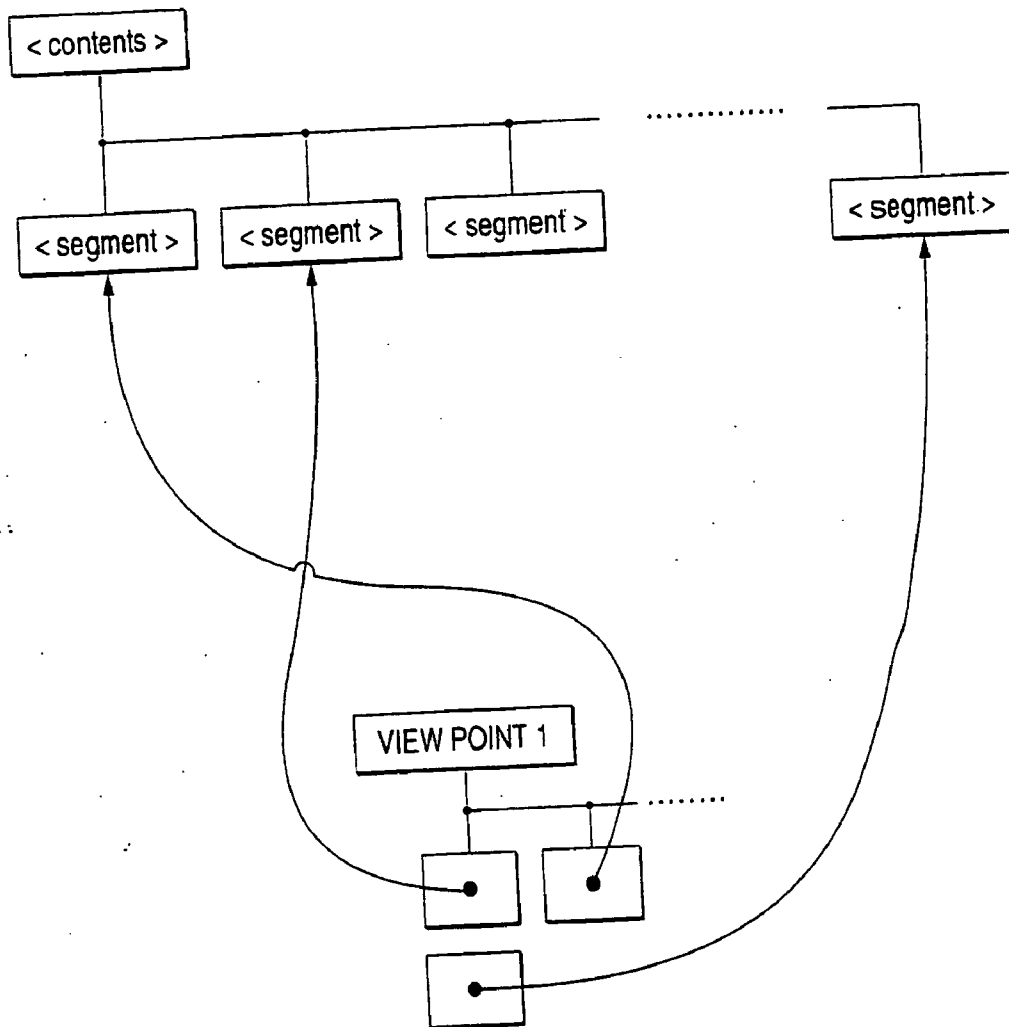 < contents >
< segment >
< segment >
< segment >
< segment >
VIEW POINT 1